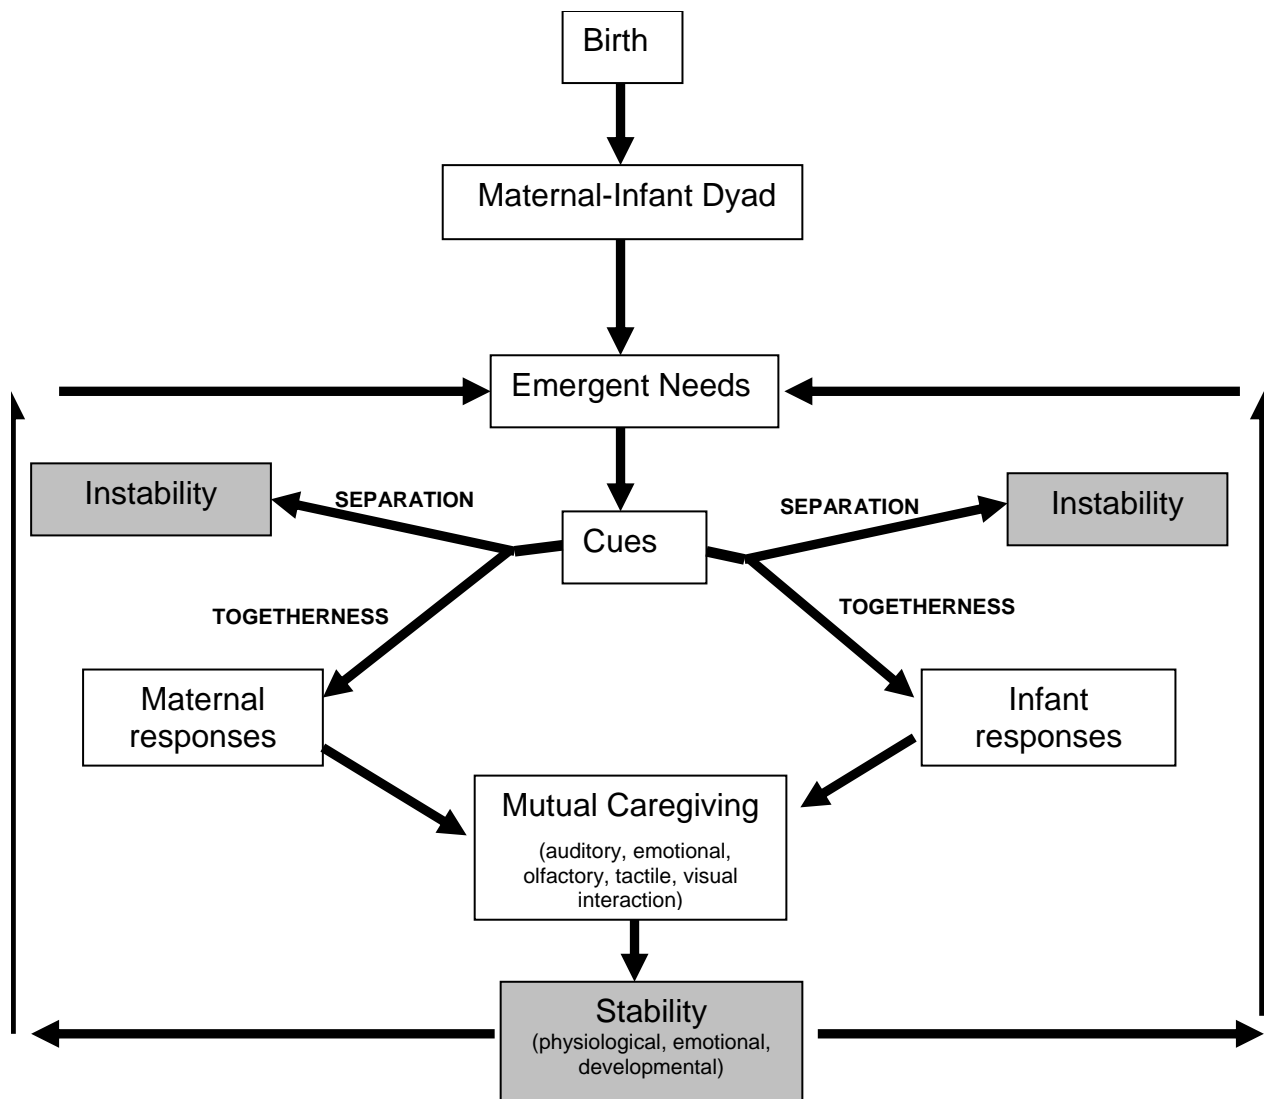 Birth
Maternal-Infant Dyad
Emergent Needs
Instability
SEPARATION
SEPARATION
Instability
Cues
TOGETHERNESS
TOGETHERNESS
Maternal
responses
Infant
responses
Mutual Caregiving
(auditory, emotional,
olfactory, tactile, visual
interaction)
Stability
(physiological, emotional,
developmental)